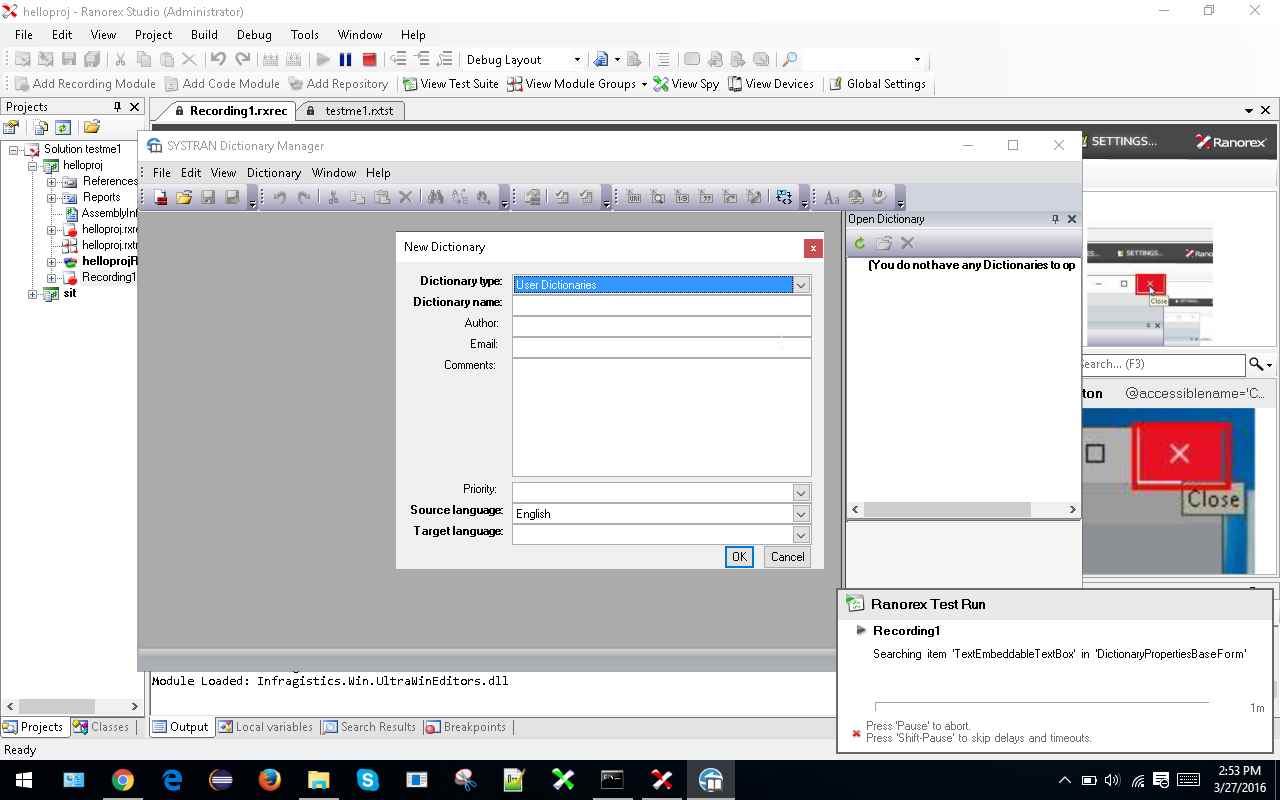 helloproj - Ranorex Studio (Administrator)
File Edit View Project Build Debug Tools Window Help
Debug Layout
Add Recording Module Add Code Module Add Repository View Test Suite View Module Groups View Spy View Devices Global Settings
Projects
Recording1.rxrec testme1.rxtst
SETTINGS... Ranorex
Solution testme1
helloproj
References
Reports
AssemblyInf
helloproj.rxre
helloproj.rxtn
helloprojR
Recording1
sit
SYSTRAN Dictionary Manager
File Edit View Dictionary Window Help
Open Dictionary
(You do not have any Dictionaries to op
New Dictionary
Dictionary type: User Dictionaries
Dictionary name:
Author:
Email:
Comments:
Priority:
Source language: English
Target language:
OK Cancel
SETTINGS...
Close
Search... (F3)
ton @accessiblename='C...
Close
Ranorex Test Run
Recording1
Searching item 'TextEmbeddableTextBox' in 'DictionaryPropertiesBaseForm'
1m
Press 'Pause' to abort.
Press 'Shift-Pause' to skip delays and timeouts.
Module Loaded: Infragistics.Win.UltraWinEditors.dll
Projects Classes Output Local variables Search Results Breakpoints
Ready
2:53 PM
3/27/2016